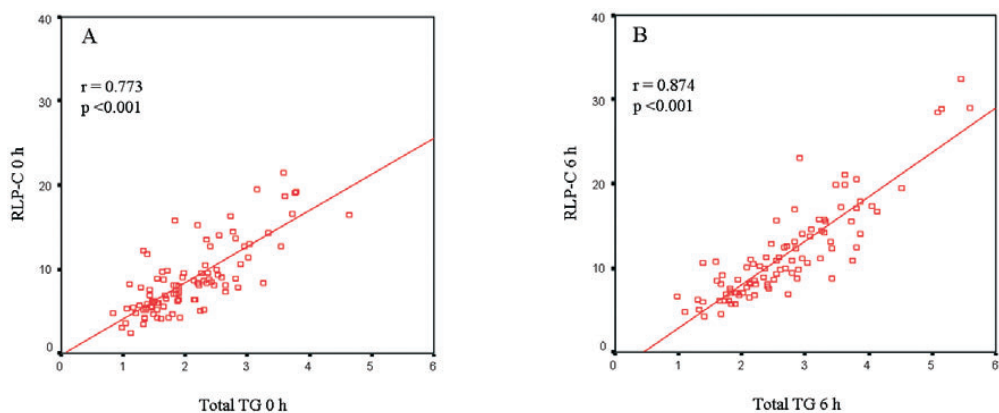 A
r = 0.773
p <0.001
RLP-C 0 h
40
30
20
10
0
0 1 2 3 4 5 6
Total TG 0 h
B
r = 0.874
p <0.001
RLP-C 6 h
40
30
20
10
0
0 1 2 3 4 5 6
Total TG 6 h